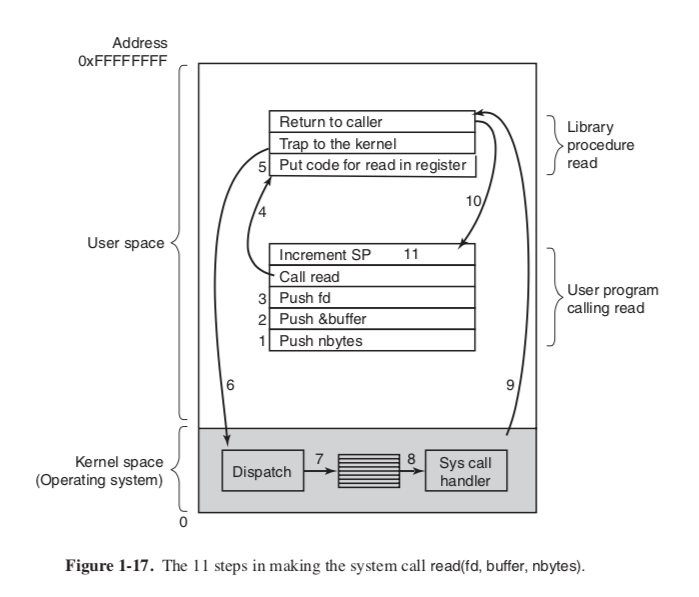 Address
0xFFFFFFFF
Return to caller
Trap to the kernel
5 Put code for read in register
Library
procedure
read
4
10
User space
Increment SP 11
Call read
3 Push fd
2 Push &buffer
1 Push nbytes
User program
calling read
6
9
Kernel space
(Operating system)
Dispatch
7
8
Sys call
handler
0
Figure 1-17. The 11 steps in making the system call read(fd, buffer, nbytes).